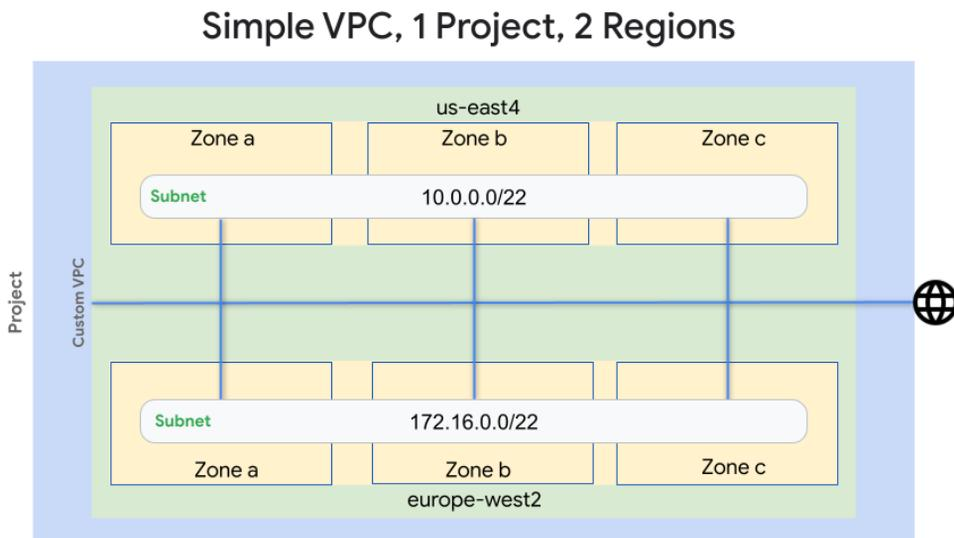 Simple VPC, 1 Project, 2 Regions
us-east4
Zone a
Zone b
Zone c
Subnet
10.0.0.0/22
Project
Custom VPC
Subnet
172.16.0.0/22
Zone a
Zone b
Zone c
europe-west2